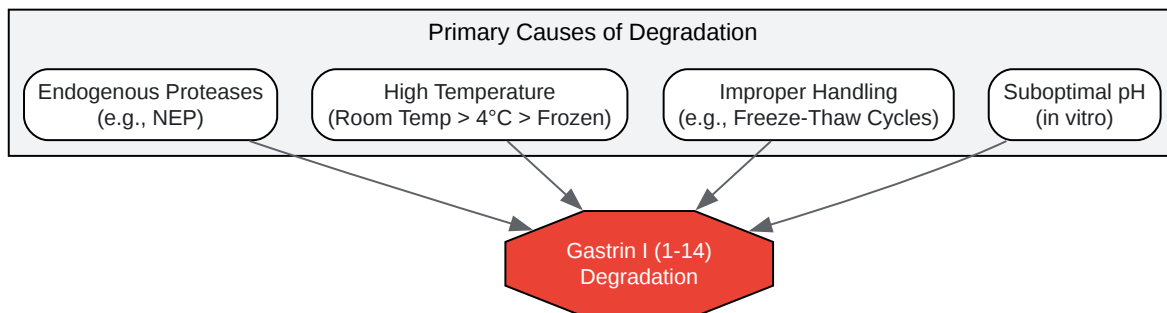 Primary Causes of Degradation
Endogenous Proteases
(e.g., NEP)
High Temperature
(Room Temp > 4°C > Frozen)
Improper Handling
(e.g., Freeze-Thaw Cycles)
Suboptimal pH
(in vitro)
Gastrin I (1-14)
Degradation